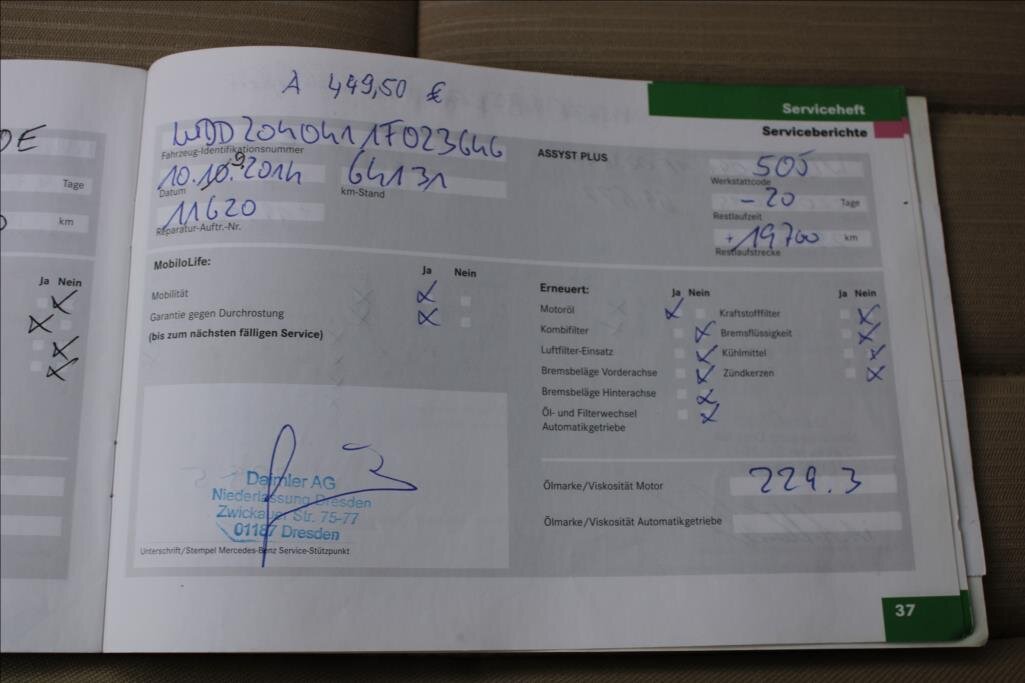 A 449,50 €
Serviceheft
Serviceberichte
DE
Tage
km
Ja Nein
WDD2040411F023646
Fahrzeug-Identifikationsnummer
10.10.2014 64131
9
Datum km-Stand
11620
Reparatur-Auftr.-Nr.
ASSYST PLUS
505
Werkstattcode
- 20 Tage
Restlaufzeit
+ 19700 km
Restlaufstrecke
MobiloLife:
Ja Nein
Mobilität
Garantie gegen Durchrostung
(bis zum nächsten fälligen Service)
Erneuert: Ja Nein Ja Nein
Motoröl Kraftstofffilter
Kombifilter Bremsflüssigkeit
Luftfilter-Einsatz Kühlmittel
Bremsbeläge Vorderachse Zündkerzen
Bremsbeläge Hinterachse
Öl- und Filterwechsel
Automatikgetriebe
Daimler AG
Niederlassung Dresden
Zwickauer Str. 75-77
01187 Dresden
Unterschrift/Stempel Mercedes-Benz Service-Stützpunkt
Ölmarke/Viskosität Motor 229.3
Ölmarke/Viskosität Automatikgetriebe
37